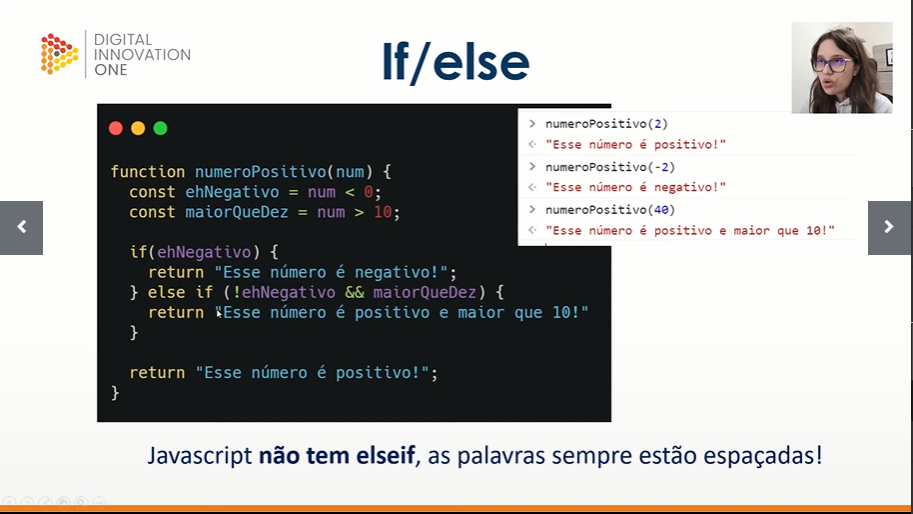 DIGITAL
INNOVATION
ONE
If/else
function numeroPositivo(num) {
const ehNegativo = num < 0;
const maiorQueDez = num > 10;
if(ehNegativo) {
return "Esse número é negativo!";
} else if (!ehNegativo && maiorQueDez) {
return "Esse número é positivo e maior que 10!"
}
return "Esse número é positivo!";
}
> numeroPositivo(2)
"Esse número é positivo!"
> numeroPositivo(-2)
"Esse número é negativo!"
> numeroPositivo(40)
"Esse número é positivo e maior que 10!"
Javascript não tem elseif, as palavras sempre estão espaçadas!